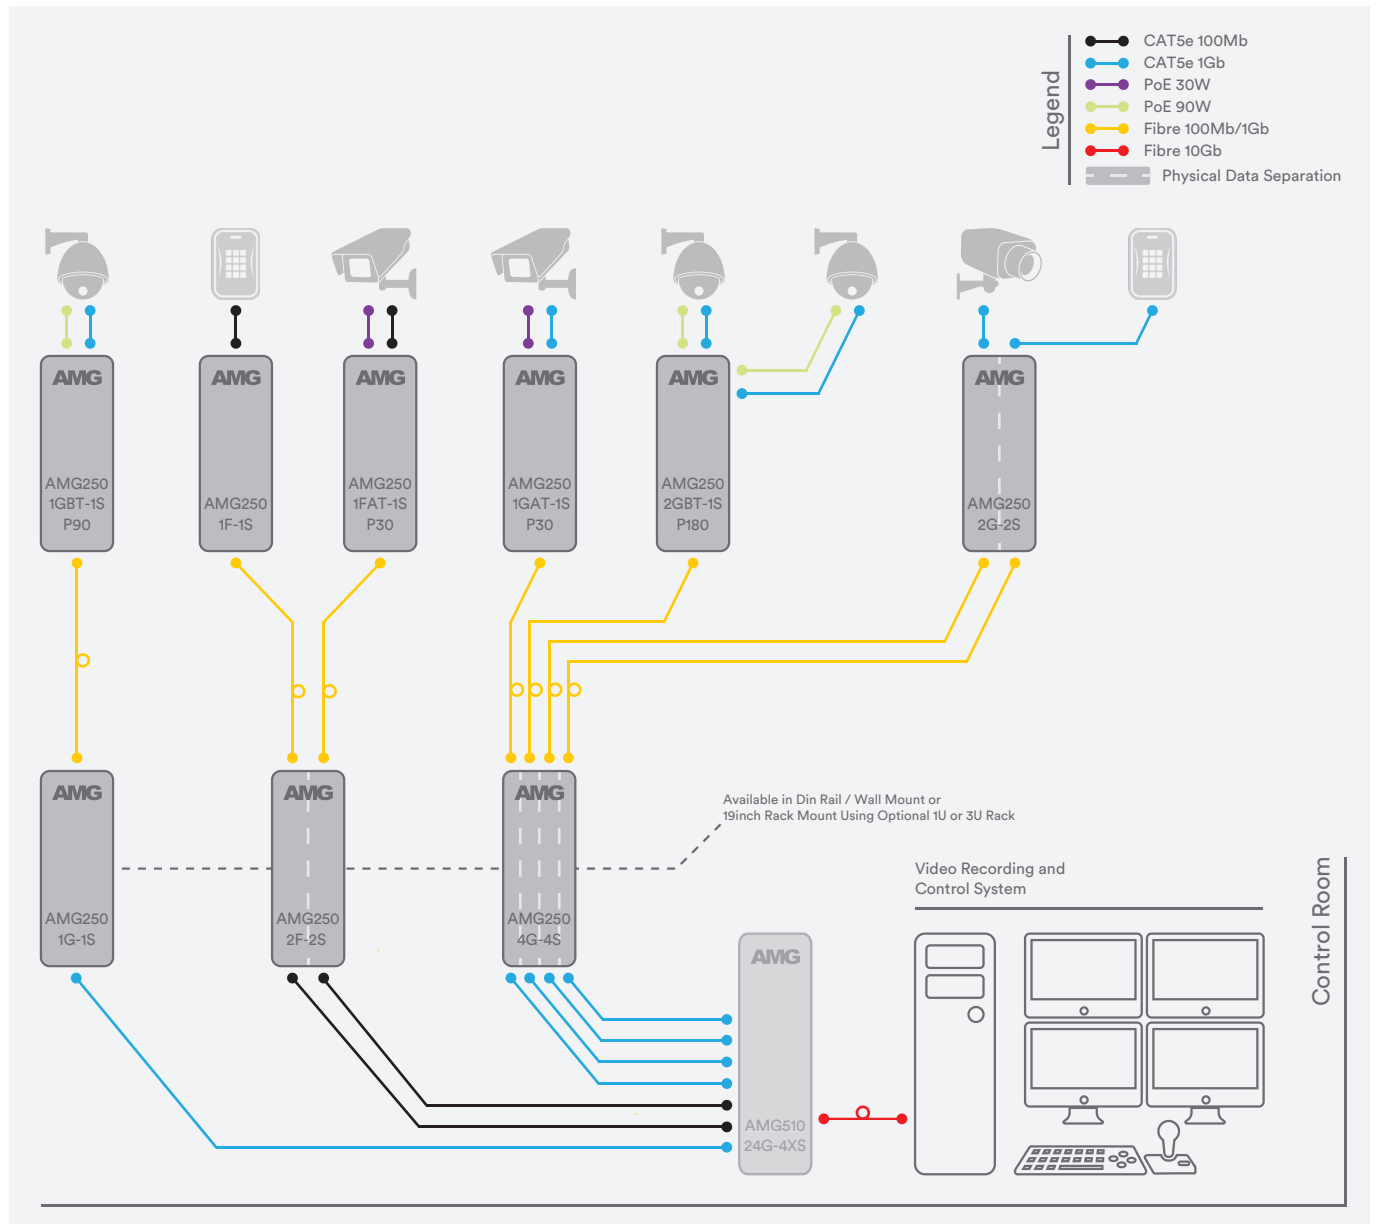 Legend
CAT5e 100Mb
CAT5e 1Gb
PoE 30W
PoE 90W
Fibre 100Mb/1Gb
Fibre 10Gb
Physical Data Separation
AMG
AMG250
1GBT-1S
P90
AMG
AMG250
1F-1S
AMG
AMG250
1FAT-1S
P30
AMG
AMG250
1GAT-1S
P30
AMG
AMG250
2GBT-1S
P180
AMG
AMG250
2G-2S
AMG
AMG250
1G-1S
AMG
AMG250
2F-2S
AMG
AMG250
4G-4S
Available in Din Rail / Wall Mount or
19inch Rack Mount Using Optional 1U or 3U Rack
AMG
AMG510
24G-4XS
Video Recording and
Control System
Control Room